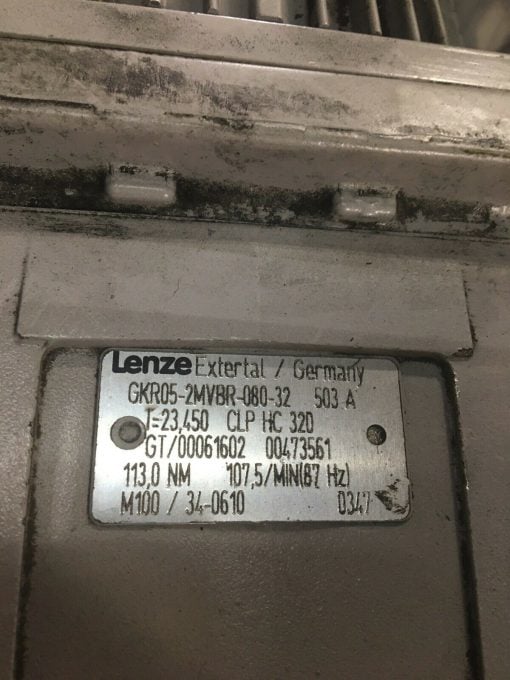 Lenze Extertal / Germany
GKR05-2MVBR-080-32 503 A
I=23,450 CLP HC 320
GT/00061602 00473561
113,0 NM 107,5/MIN(87 Hz)
M100 / 34-0610 0347